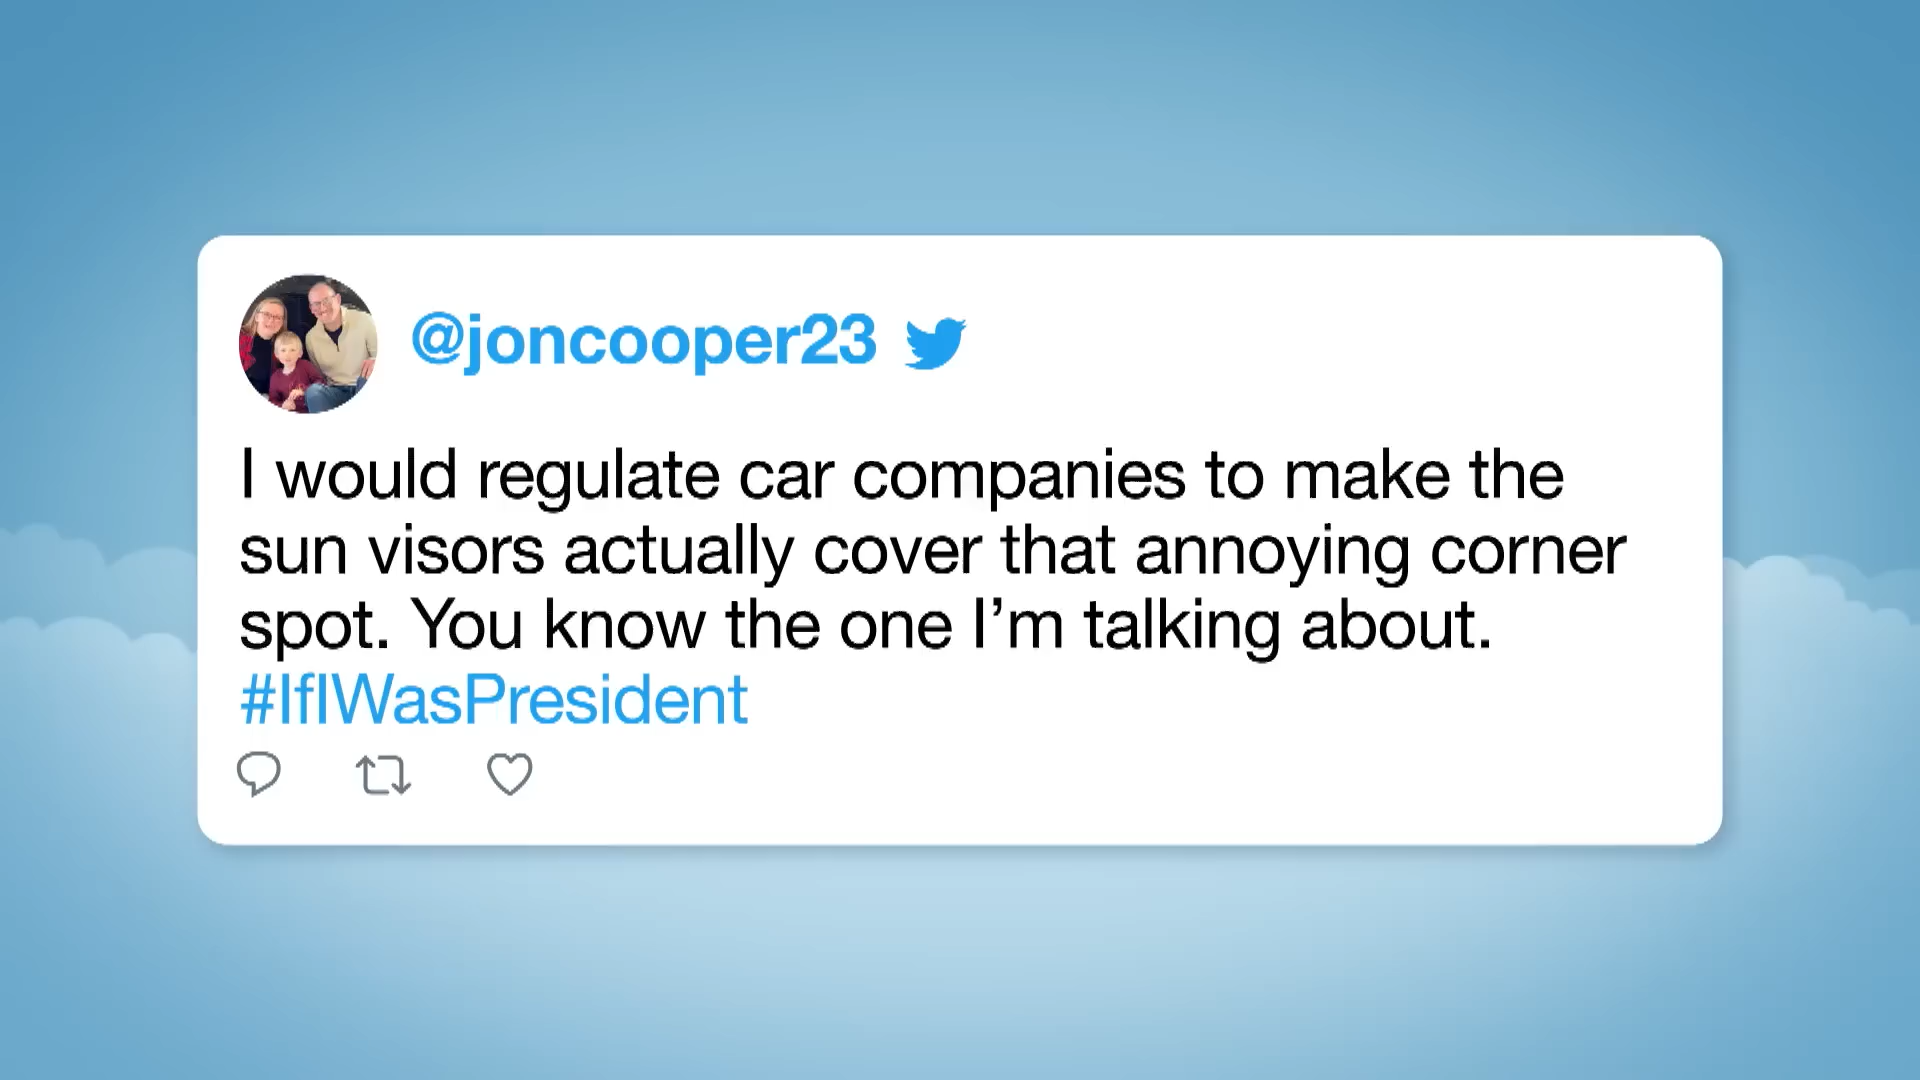 @joncooper23
I would regulate car companies to make the
sun visors actually cover that annoying corner
spot. You know the one I’m talking about.
#IfIWasPresident